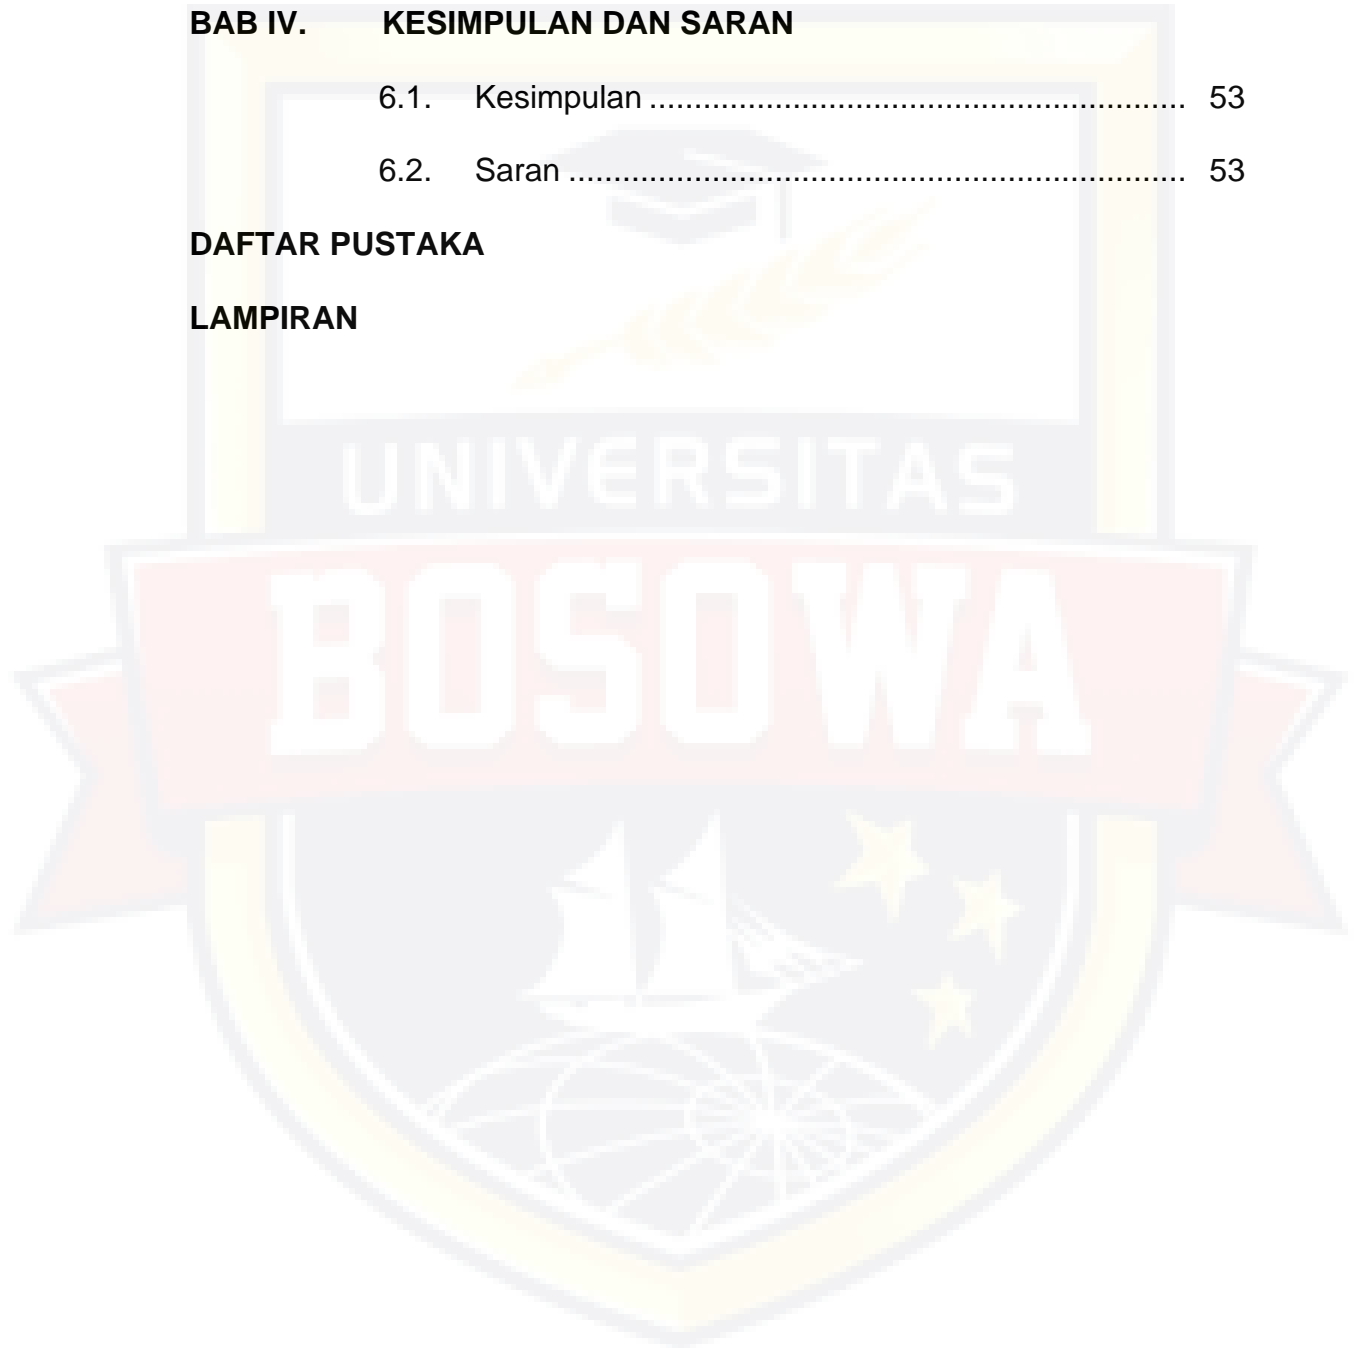 BAB IV. KESIMPULAN DAN SARAN
6.1. Kesimpulan ............................................................ 53
6.2. Saran ..................................................................... 53
DAFTAR PUSTAKA
LAMPIRAN
UNIVERSITAS
BOSOWA